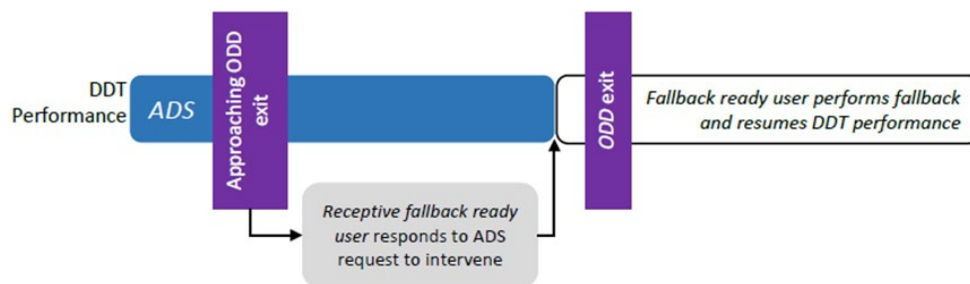 DDT
Performance
ADS
Approaching ODD
exit
ODD exit
Fallback ready user performs fallback
and resumes DDT performance
Receptive fallback ready
user responds to ADS
request to intervene